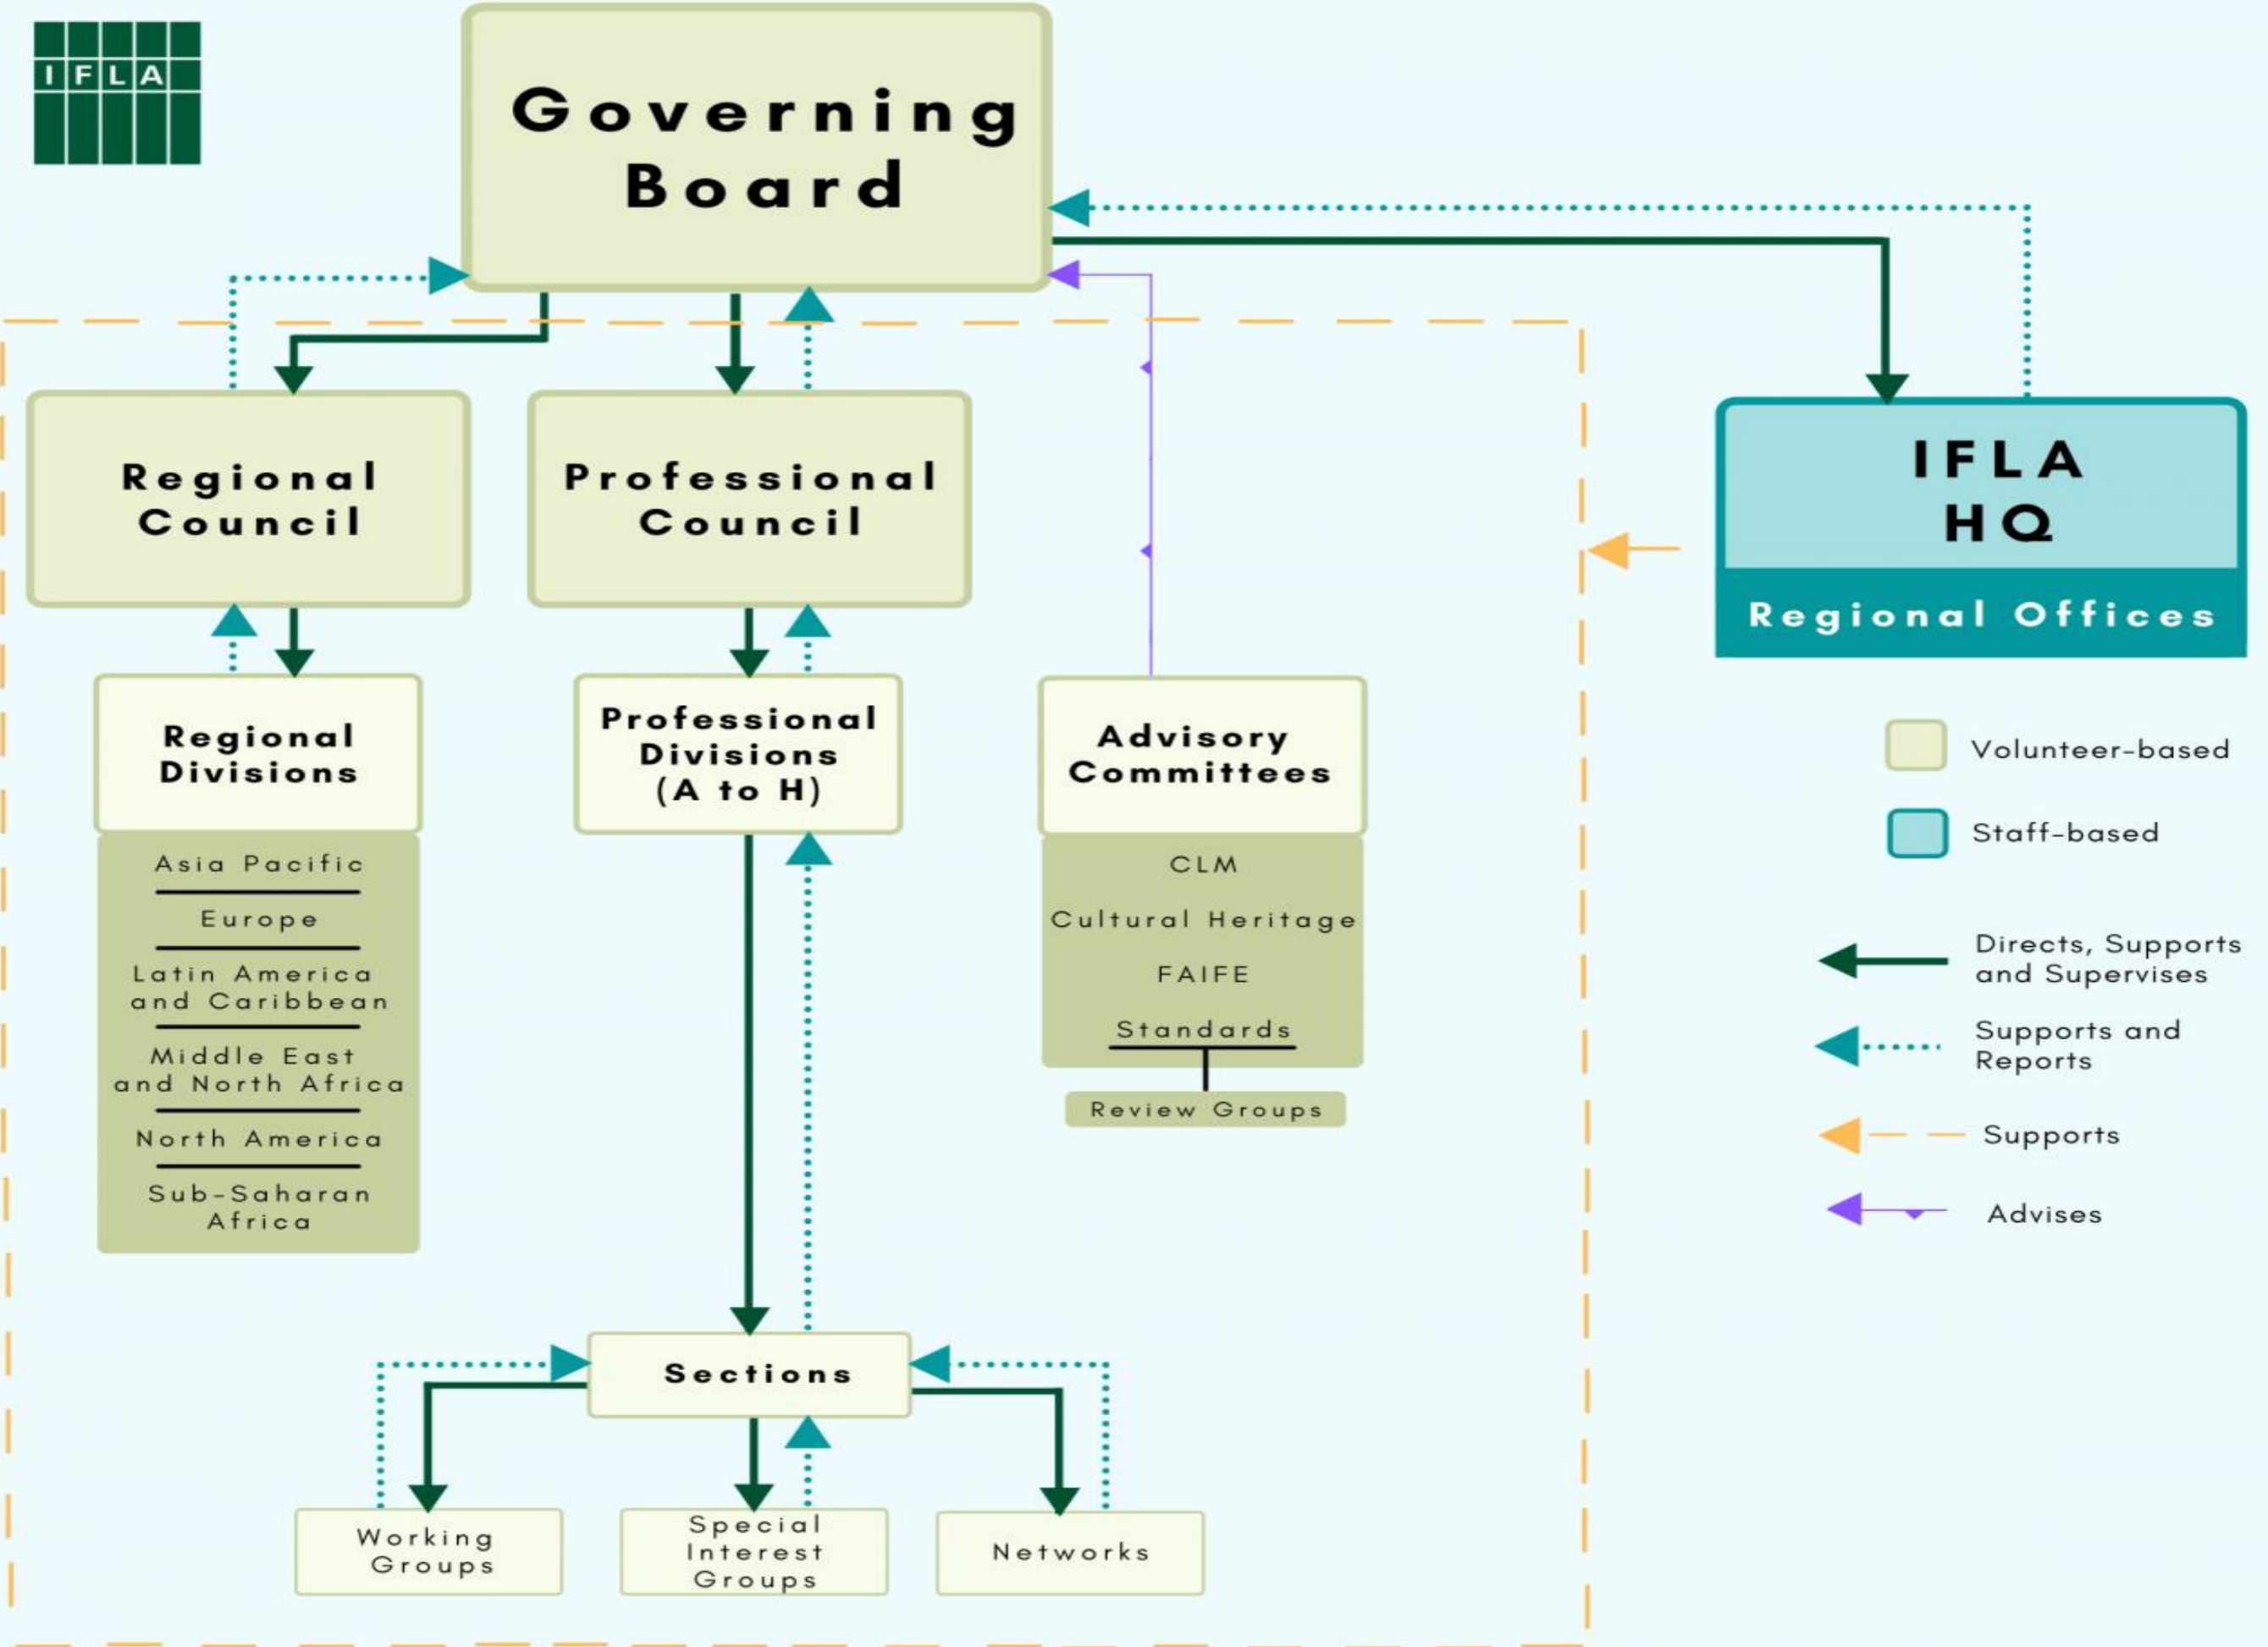 IFLA
Governing
Board
Regional
Council
Professional
Council
IFLA
HQ
Regional Offices
Regional
Divisions
Asia Pacific
Europe
Latin America
and Caribbean
Middle East
and North Africa
North America
Sub-Saharan
Africa
Professional
Divisions
(A to H)
Advisory
Committees
CLM
Cultural Heritage
FAIFE
Standards
Review Groups
Sections
Working
Groups
Special
Interest
Groups
Networks
Volunteer-based
Staff-based
Directs, Supports
and Supervises
Supports and
Reports
Supports
Advises